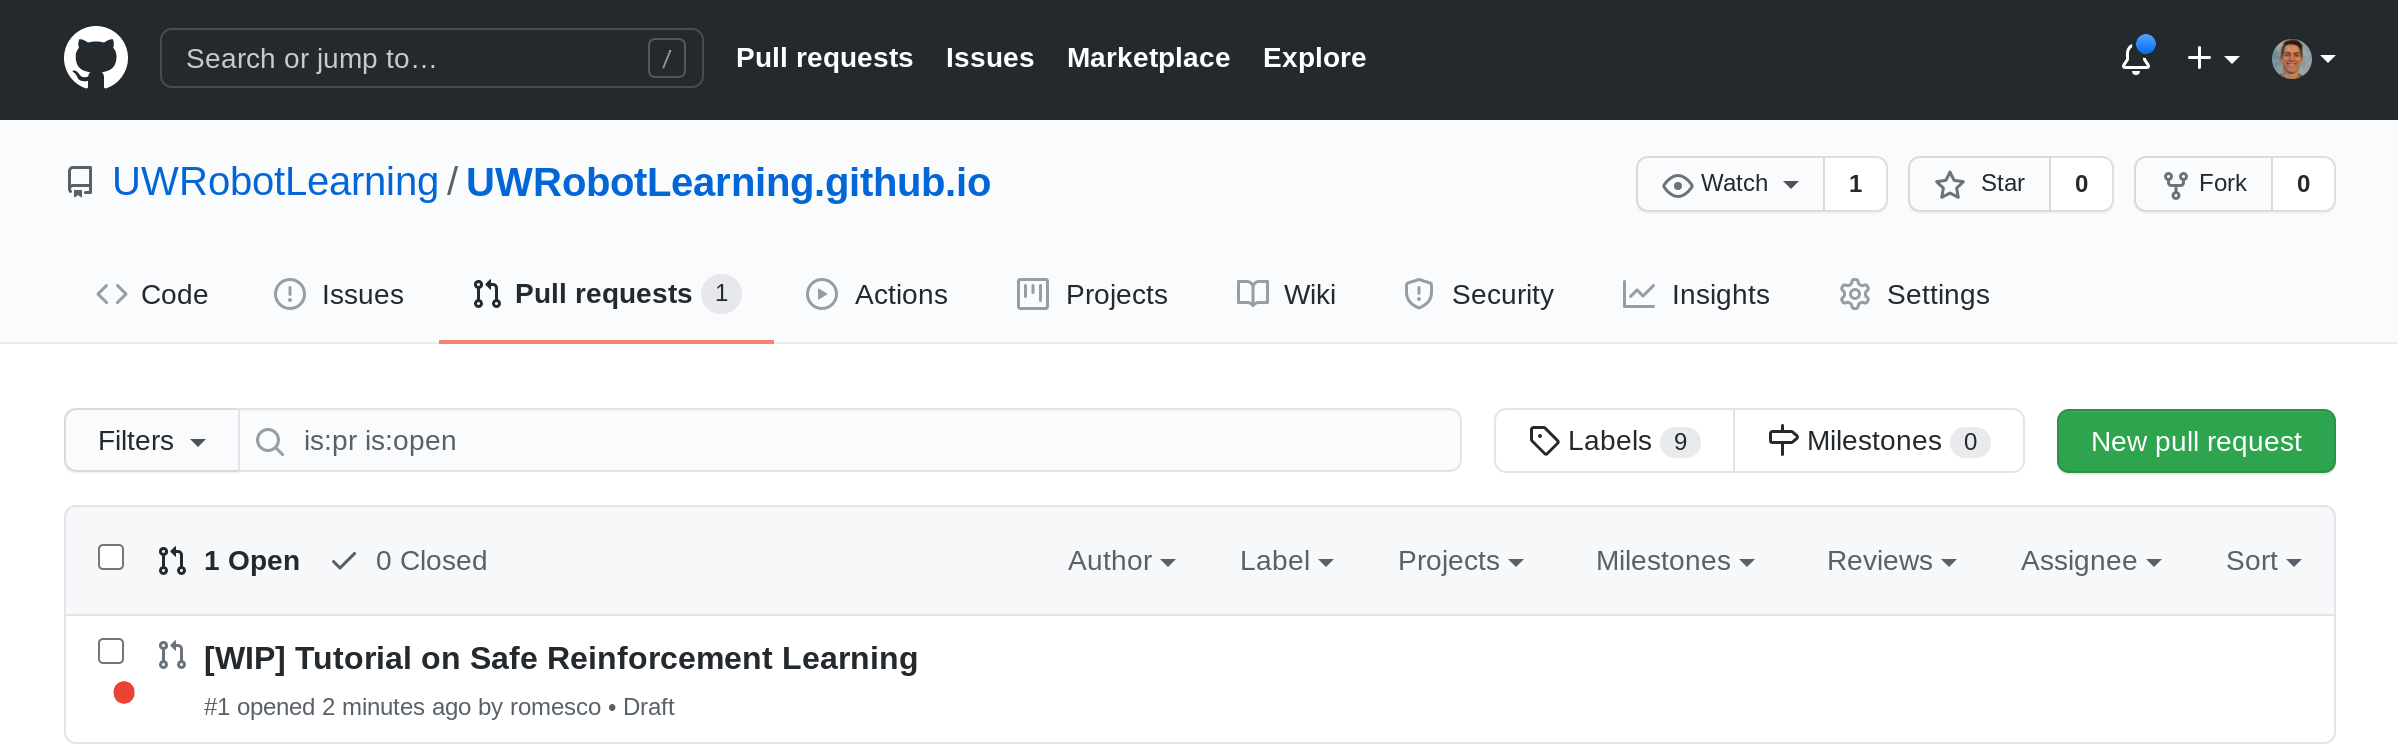 Search or jump to… / Pull requests Issues Marketplace Explore
UWRobotLearning / UWRobotLearning.github.io Watch 1 Star 0 Fork 0
Code Issues Pull requests 1 Actions Projects Wiki Security Insights Settings
Filters is:pr is:open Labels 9 Milestones 0 New pull request
1 Open 0 Closed Author Label Projects Milestones Reviews Assignee Sort
[WIP] Tutorial on Safe Reinforcement Learning
#1 opened 2 minutes ago by romesco • Draft